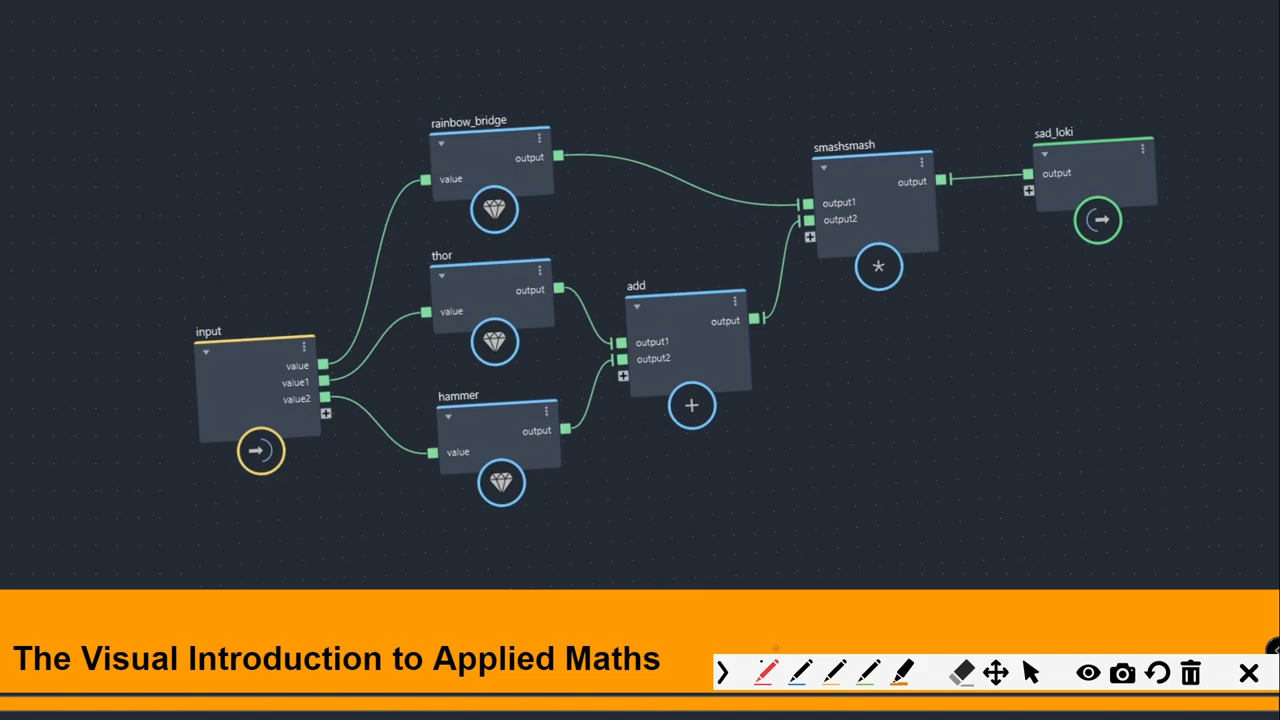 rainbow_bridge
output
value
thor
output
value
hammer
output
value
input
value
value1
value2
add
output
output1
output2
smashsmash
output
output1
output2
sad_loki
output
The Visual Introduction to Applied Maths